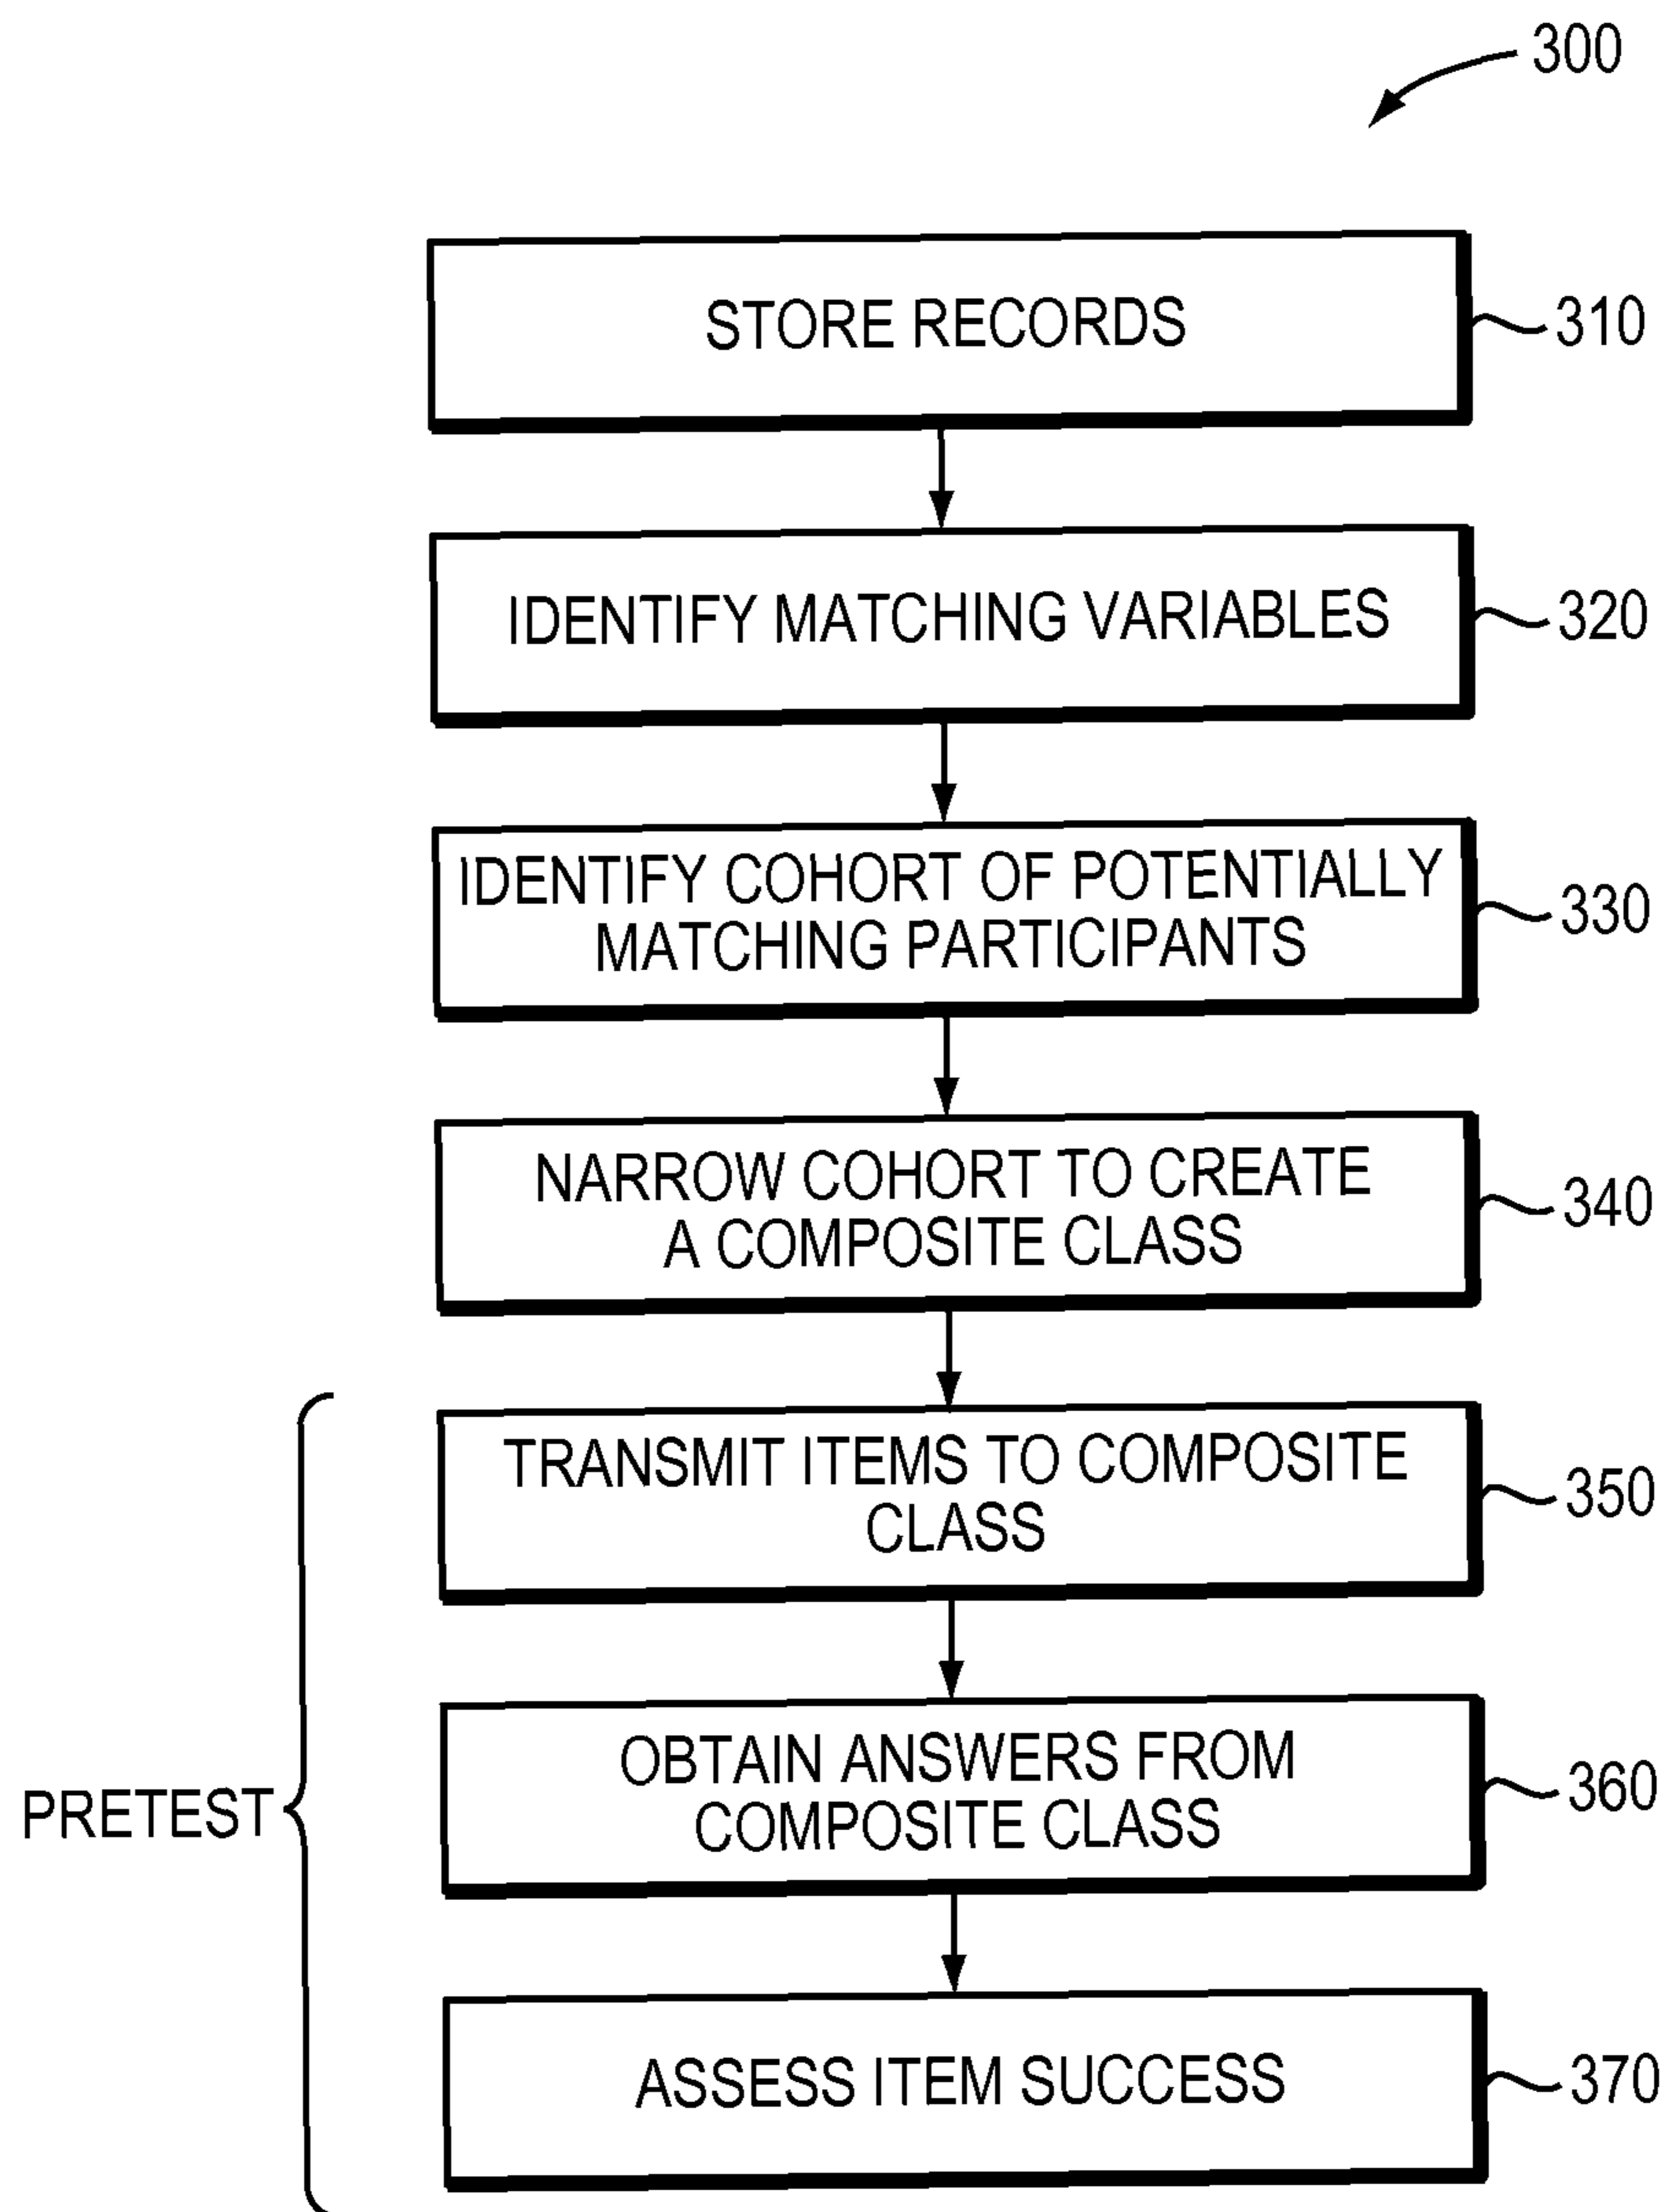 300
STORE RECORDS
310
IDENTIFY MATCHING VARIABLES
320
IDENTIFY COHORT OF POTENTIALLY
MATCHING PARTICIPANTS
330
NARROW COHORT TO CREATE
A COMPOSITE CLASS
340
TRANSMIT ITEMS TO COMPOSITE
CLASS
350
PRETEST
OBTAIN ANSWERS FROM
COMPOSITE CLASS
360
ASSESS ITEM SUCCESS
370